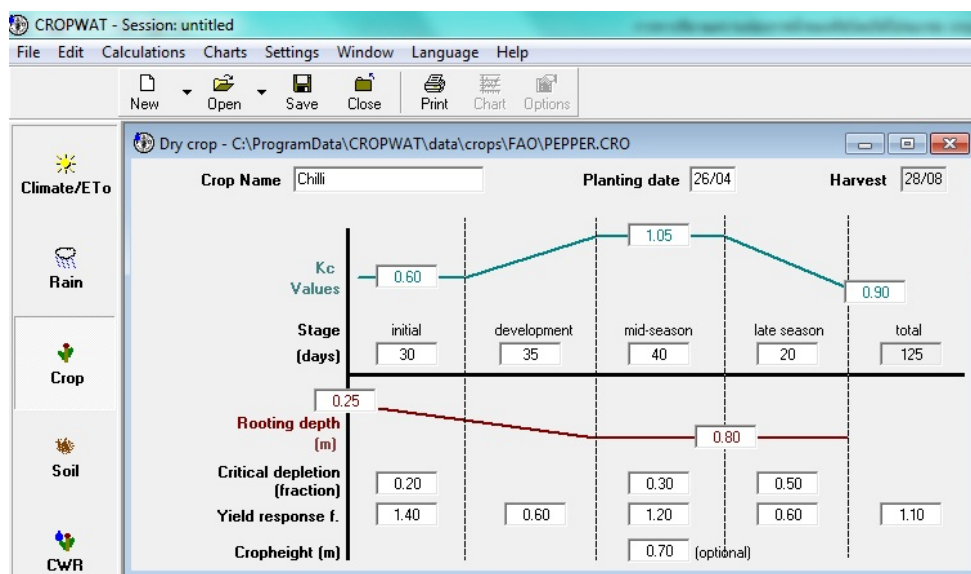 CROPWAT - Session: untitled
File Edit Calculations Charts Settings Window Language Help
New Open Save Close Print Chart Options
Dry crop - C:\ProgramData\CROPWAT\data\crops\FAO\PEPPER.CRO
Climate/ETo
Rain
Crop
Soil
CWR
Crop Name Chilli Planting date 26/04 Harvest 28/08
Kc Values 0.60 1.05 0.90
Stage initial development mid-season late season total
(days) 30 35 40 20 125
Rooting depth (m) 0.25 0.80
Critical depletion (fraction) 0.20 0.30 0.50
Yield response f. 1.40 0.60 1.20 0.60 1.10
Cropheight (m) 0.70 (optional)